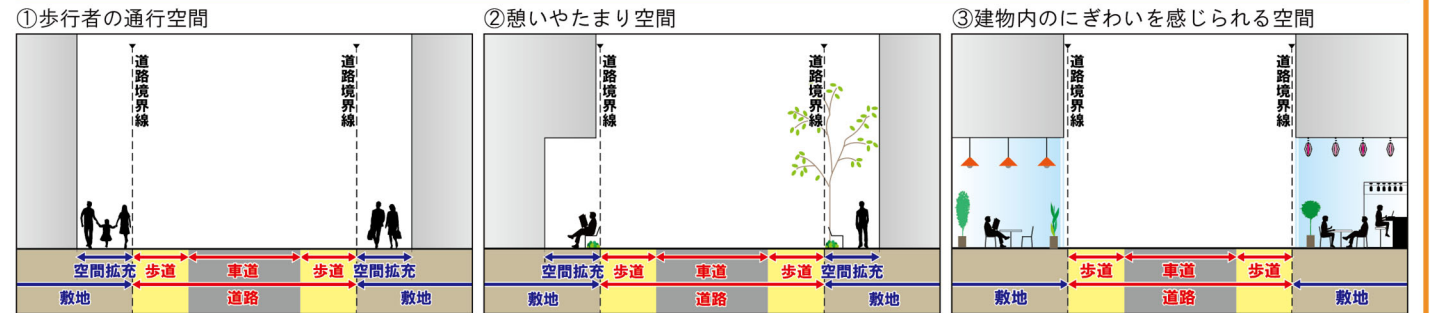 ①歩行者の通行空間
道路境界線
道路境界線
空間拡充 歩道 車道 歩道 空間拡充
敷地 道路 敷地
②憩いやたまり空間
道路境界線
道路境界線
空間拡充 歩道 車道 歩道 空間拡充
敷地 道路 敷地
③建物内のにぎわいを感じられる空間
道路境界線
道路境界線
歩道 車道 歩道
敷地 道路 敷地